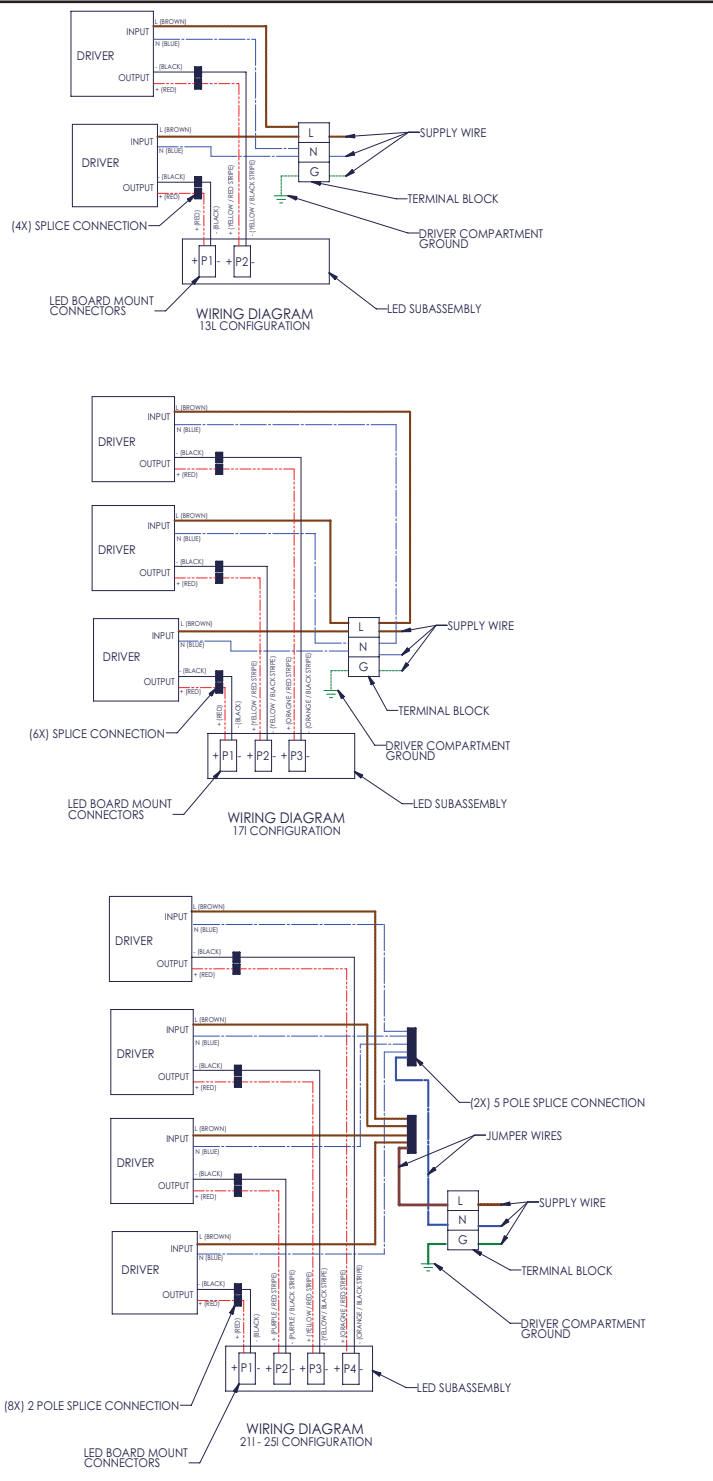 L (BROWN)
INPUT
N (BLUE)
DRIVER
- (BLACK)
OUTPUT
+ (RED)
L (BROWN)
INPUT
N (BLUE)
DRIVER
- (BLACK)
OUTPUT
+ (RED)
L
N
G
SUPPLY WIRE
TERMINAL BLOCK
DRIVER COMPARTMENT
GROUND
(4X) SPLICE CONNECTION
+ (RED)
- (BLACK)
+ (YELLOW / RED STRIPE)
- (YELLOW / BLACK STRIPE)
+ P1 - + P2 -
LED BOARD MOUNT
CONNECTORS
LED SUBASSEMBLY
WIRING DIAGRAM
13L CONFIGURATION
L (BROWN)
INPUT
N (BLUE)
DRIVER
- (BLACK)
OUTPUT
+ (RED)
L (BROWN)
INPUT
N (BLUE)
DRIVER
- (BLACK)
OUTPUT
+ (RED)
L (BROWN)
INPUT
N (BLUE)
DRIVER
- (BLACK)
OUTPUT
+ (RED)
L
N
G
SUPPLY WIRE
TERMINAL BLOCK
DRIVER COMPARTMENT
GROUND
(6X) SPLICE CONNECTION
+ (RED)
- (BLACK)
+ (YELLOW / RED STRIPE)
- (YELLOW / BLACK STRIPE)
+ (ORAGNE / RED STRIPE)
- (ORANGE / BLACK STRIPE)
+ P1 - + P2 - + P3 -
LED BOARD MOUNT
CONNECTORS
LED SUBASSEMBLY
WIRING DIAGRAM
17I CONFIGURATION
L (BROWN)
INPUT
N (BLUE)
DRIVER
- (BLACK)
OUTPUT
+ (RED)
L (BROWN)
INPUT
N (BLUE)
DRIVER
- (BLACK)
OUTPUT
+ (RED)
L (BROWN)
INPUT
N (BLUE)
DRIVER
- (BLACK)
OUTPUT
+ (RED)
L (BROWN)
INPUT
N (BLUE)
DRIVER
- (BLACK)
OUTPUT
+ (RED)
(2X) 5 POLE SPLICE CONNECTION
JUMPER WIRES
L
N
G
SUPPLY WIRE
TERMINAL BLOCK
DRIVER COMPARTMENT
GROUND
+ (RED)
- (BLACK)
+ (PURPLE / RED STRIPE)
- (PURPLE / BLACK STRIPE)
+ (YELLOW / RED STRIPE)
- (YELLOW / BLACK STRIPE)
+ (ORAGNE / RED STRIPE)
- (ORANGE / BLACK STRIPE)
+ P1 - + P2 - + P3 - + P4 -
(8X) 2 POLE SPLICE CONNECTION
LED SUBASSEMBLY
WIRING DIAGRAM
21I - 25I CONFIGURATION
LED BOARD MOUNT
CONNECTORS